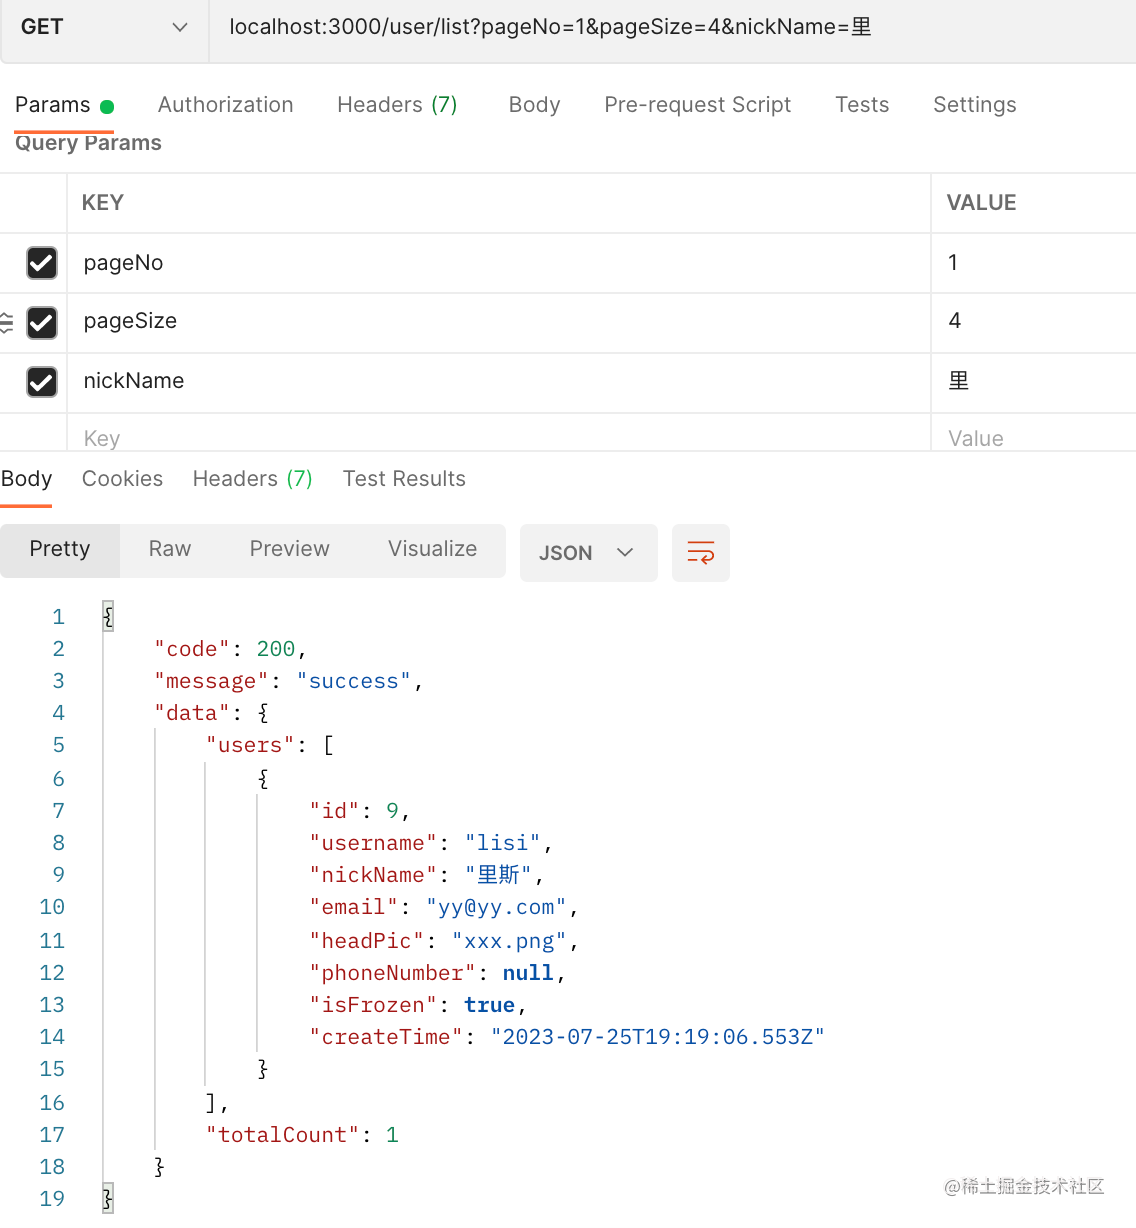 GET localhost:3000/user/list?pageNo=1&pageSize=4&nickName=里
Params Authorization Headers (7) Body Pre-request Script Tests Settings
Query Params
KEY VALUE
pageNo 1
pageSize 4
nickName 里
Key Value
Body Cookies Headers (7) Test Results
Pretty Raw Preview Visualize JSON
1 {
2 "code": 200,
3 "message": "success",
4 "data": {
5 "users": [
6 {
7 "id": 9,
8 "username": "lisi",
9 "nickName": "里斯",
10 "email": "yy@yy.com",
11 "headPic": "xxx.png",
12 "phoneNumber": null,
13 "isFrozen": true,
14 "createTime": "2023-07-25T19:19:06.553Z"
15 }
16 ],
17 "totalCount": 1
18 }
19 }
@稀土掘金技术社区